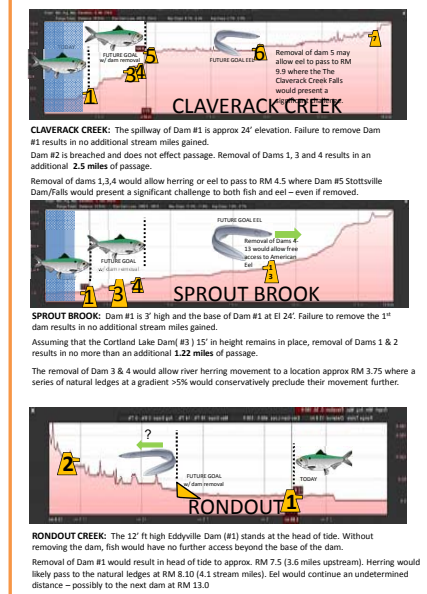 TODAY
FUTURE GOAL
w/ dam removal
FUTURE GOAL EEL
1
3
4
5
6
7
Removal of dam 5 may
allow eel to pass to RM
9.9 where the The
Claverack Creek Falls
would present a
significant challenge.
CLAVERACK CREEK
CLAVERACK CREEK: The spillway of Dam #1 is approx 24' elevation. Failure to remove Dam
#1 results in no additional stream miles gained.
Dam #2 is breached and does not effect passage. Removal of Dams 1, 3 and 4 results in an
additional 2.5 miles of passage.
Removal of dams 1,3,4 would allow herring or eel to pass to RM 4.5 where Dam #5 Stottsville
Dam/Falls would present a significant challenge to both fish and eel – even if removed.
FUTURE GOAL EEL
Removal of Dams 4-
13 would allow free
access to American
Eel
FUTURE GOAL
w/ dam removal
1
3
4
1
3
SPROUT BROOK
SPROUT BROOK: Dam #1 is 3' high and the base of Dam #1 at El 24'. Failure to remove the 1st
dam results in no additional stream miles gained.
Assuming that the Cortland Lake Dam( #3 ) 15' in height remains in place, removal of Dams 1 & 2
results in no more than an additional 1.22 miles of passage.
The removal of Dam 3 & 4 would allow river herring movement to a location approx RM 3.75 where a
series of natural ledges at a gradient >5% would conservatively preclude their movement further.
?
2
FUTURE GOAL
w/ dam removal
TODAY
1
RONDOUT
RONDOUT CREEK: The 12' ft high Eddyville Dam (#1) stands at the head of tide. Without
removing the dam, fish would have no further access beyond the base of the dam.
Removal of Dam #1 would result in head of tide to approx. RM 7.5 (3.6 miles upstream). Herring would
likely pass to the natural ledges at RM 8.10 (4.1 stream miles). Eel would continue an undetermined
distance – possibly to the next dam at RM 13.0